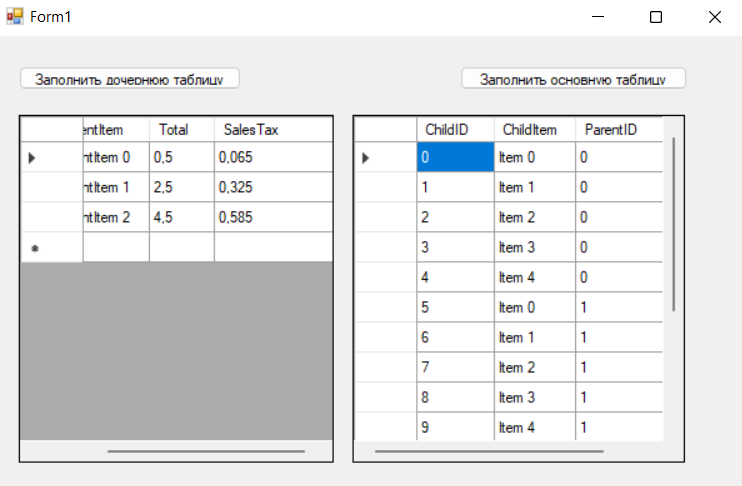 Form1
Заполнить дочернюю таблицу
Заполнить основную таблицу
entItem Total SalesTax
ntItem 0 0,5 0,065
ntItem 1 2,5 0,325
ntItem 2 4,5 0,585
ChildID ChildItem ParentID
0 Item 0 0
1 Item 1 0
2 Item 2 0
3 Item 3 0
4 Item 4 0
5 Item 0 1
6 Item 1 1
7 Item 2 1
8 Item 3 1
9 Item 4 1